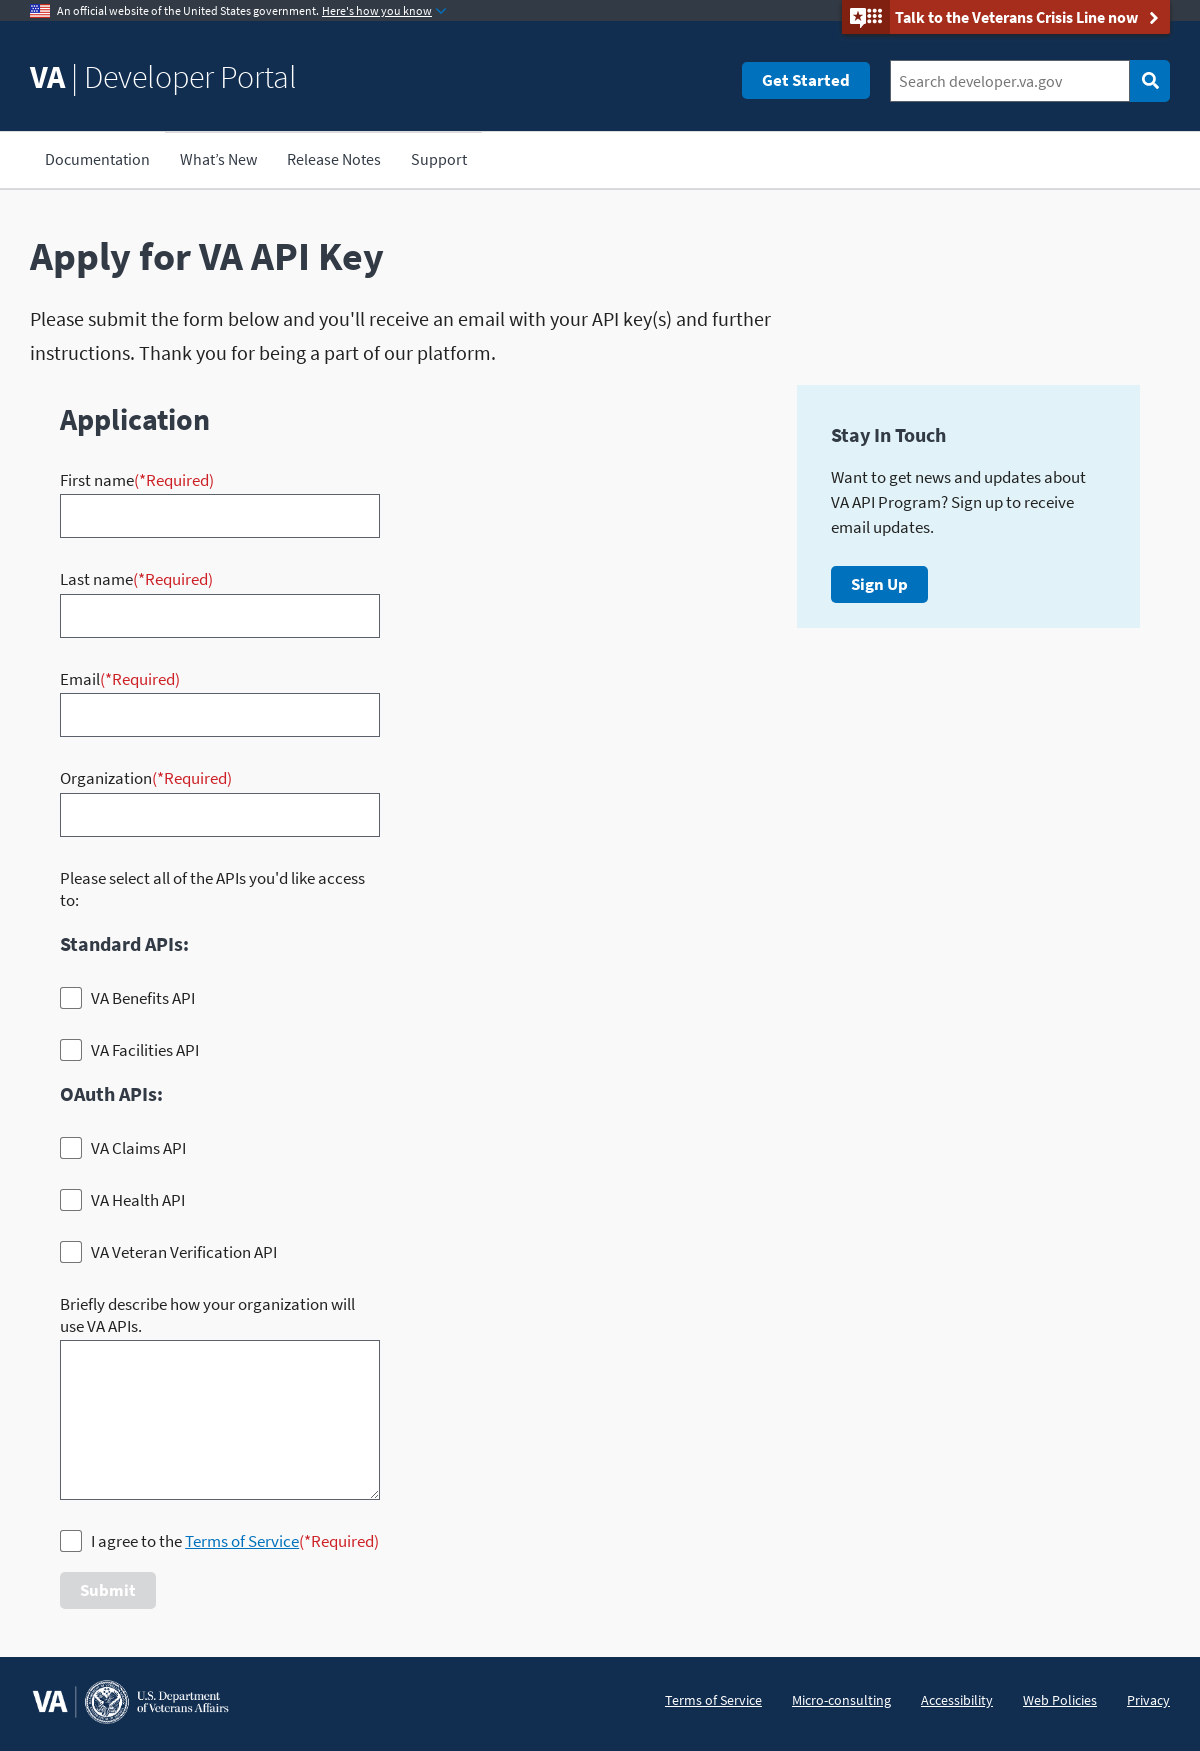 An official website of the United States government. Here's how you know
Talk to the Veterans Crisis Line now
VA | Developer Portal
Get Started
Search developer.va.gov
Documentation
What’s New
Release Notes
Support
Apply for VA API Key
Please submit the form below and you'll receive an email with your API key(s) and further
instructions. Thank you for being a part of our platform.
Application
First name(*Required)
Last name(*Required)
Email(*Required)
Organization(*Required)
Please select all of the APIs you'd like access
to:
Standard APIs:
VA Benefits API
VA Facilities API
OAuth APIs:
VA Claims API
VA Health API
VA Veteran Verification API
Briefly describe how your organization will
use VA APIs.
I agree to the Terms of Service(*Required)
Submit
Stay In Touch
Want to get news and updates about
VA API Program? Sign up to receive
email updates.
Sign Up
VA
U.S. Department
of Veterans Affairs
Terms of Service
Micro-consulting
Accessibility
Web Policies
Privacy